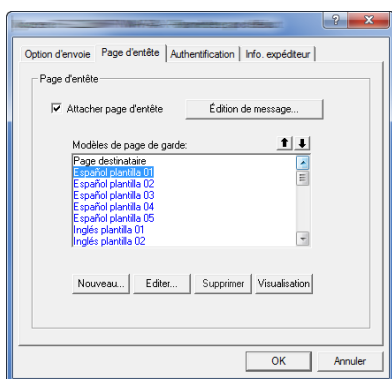 Option d'envoie Page d'entête Authentification Info. expéditeur
Page d'entête
Attacher page d'entête Édition de message...
Modèles de page de garde:
Page destinataire
Español plantilla 01
Español plantilla 02
Español plantilla 03
Español plantilla 04
Español plantilla 05
Inglés plantilla 01
Inglés plantilla 02
Nouveau... Editer... Supprimer Visualisation
OK Annuler